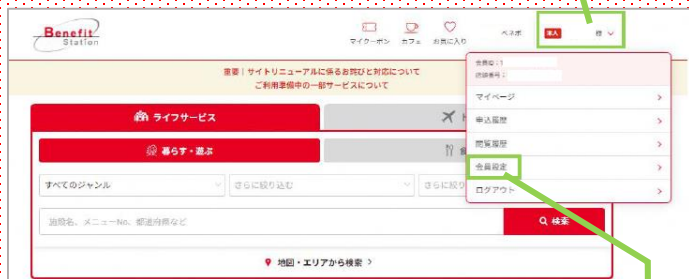 Benefit
Station
マイクーポン
カフェ
お気に入り
ベネポ
本人
様
重要｜サイトリニューアルに係るお詫びと対応について
ご利用準備中の一部サービスについて
会員ID：1
マイページ
申込履歴
閲覧履歴
会員設定
ログアウト
ライフサービス
暮らす・遊ぶ
すべてのジャンル
さらに絞り込む
さらに絞り
施設名、メニューNo、都道府県など
検索
地図・エリアから検索